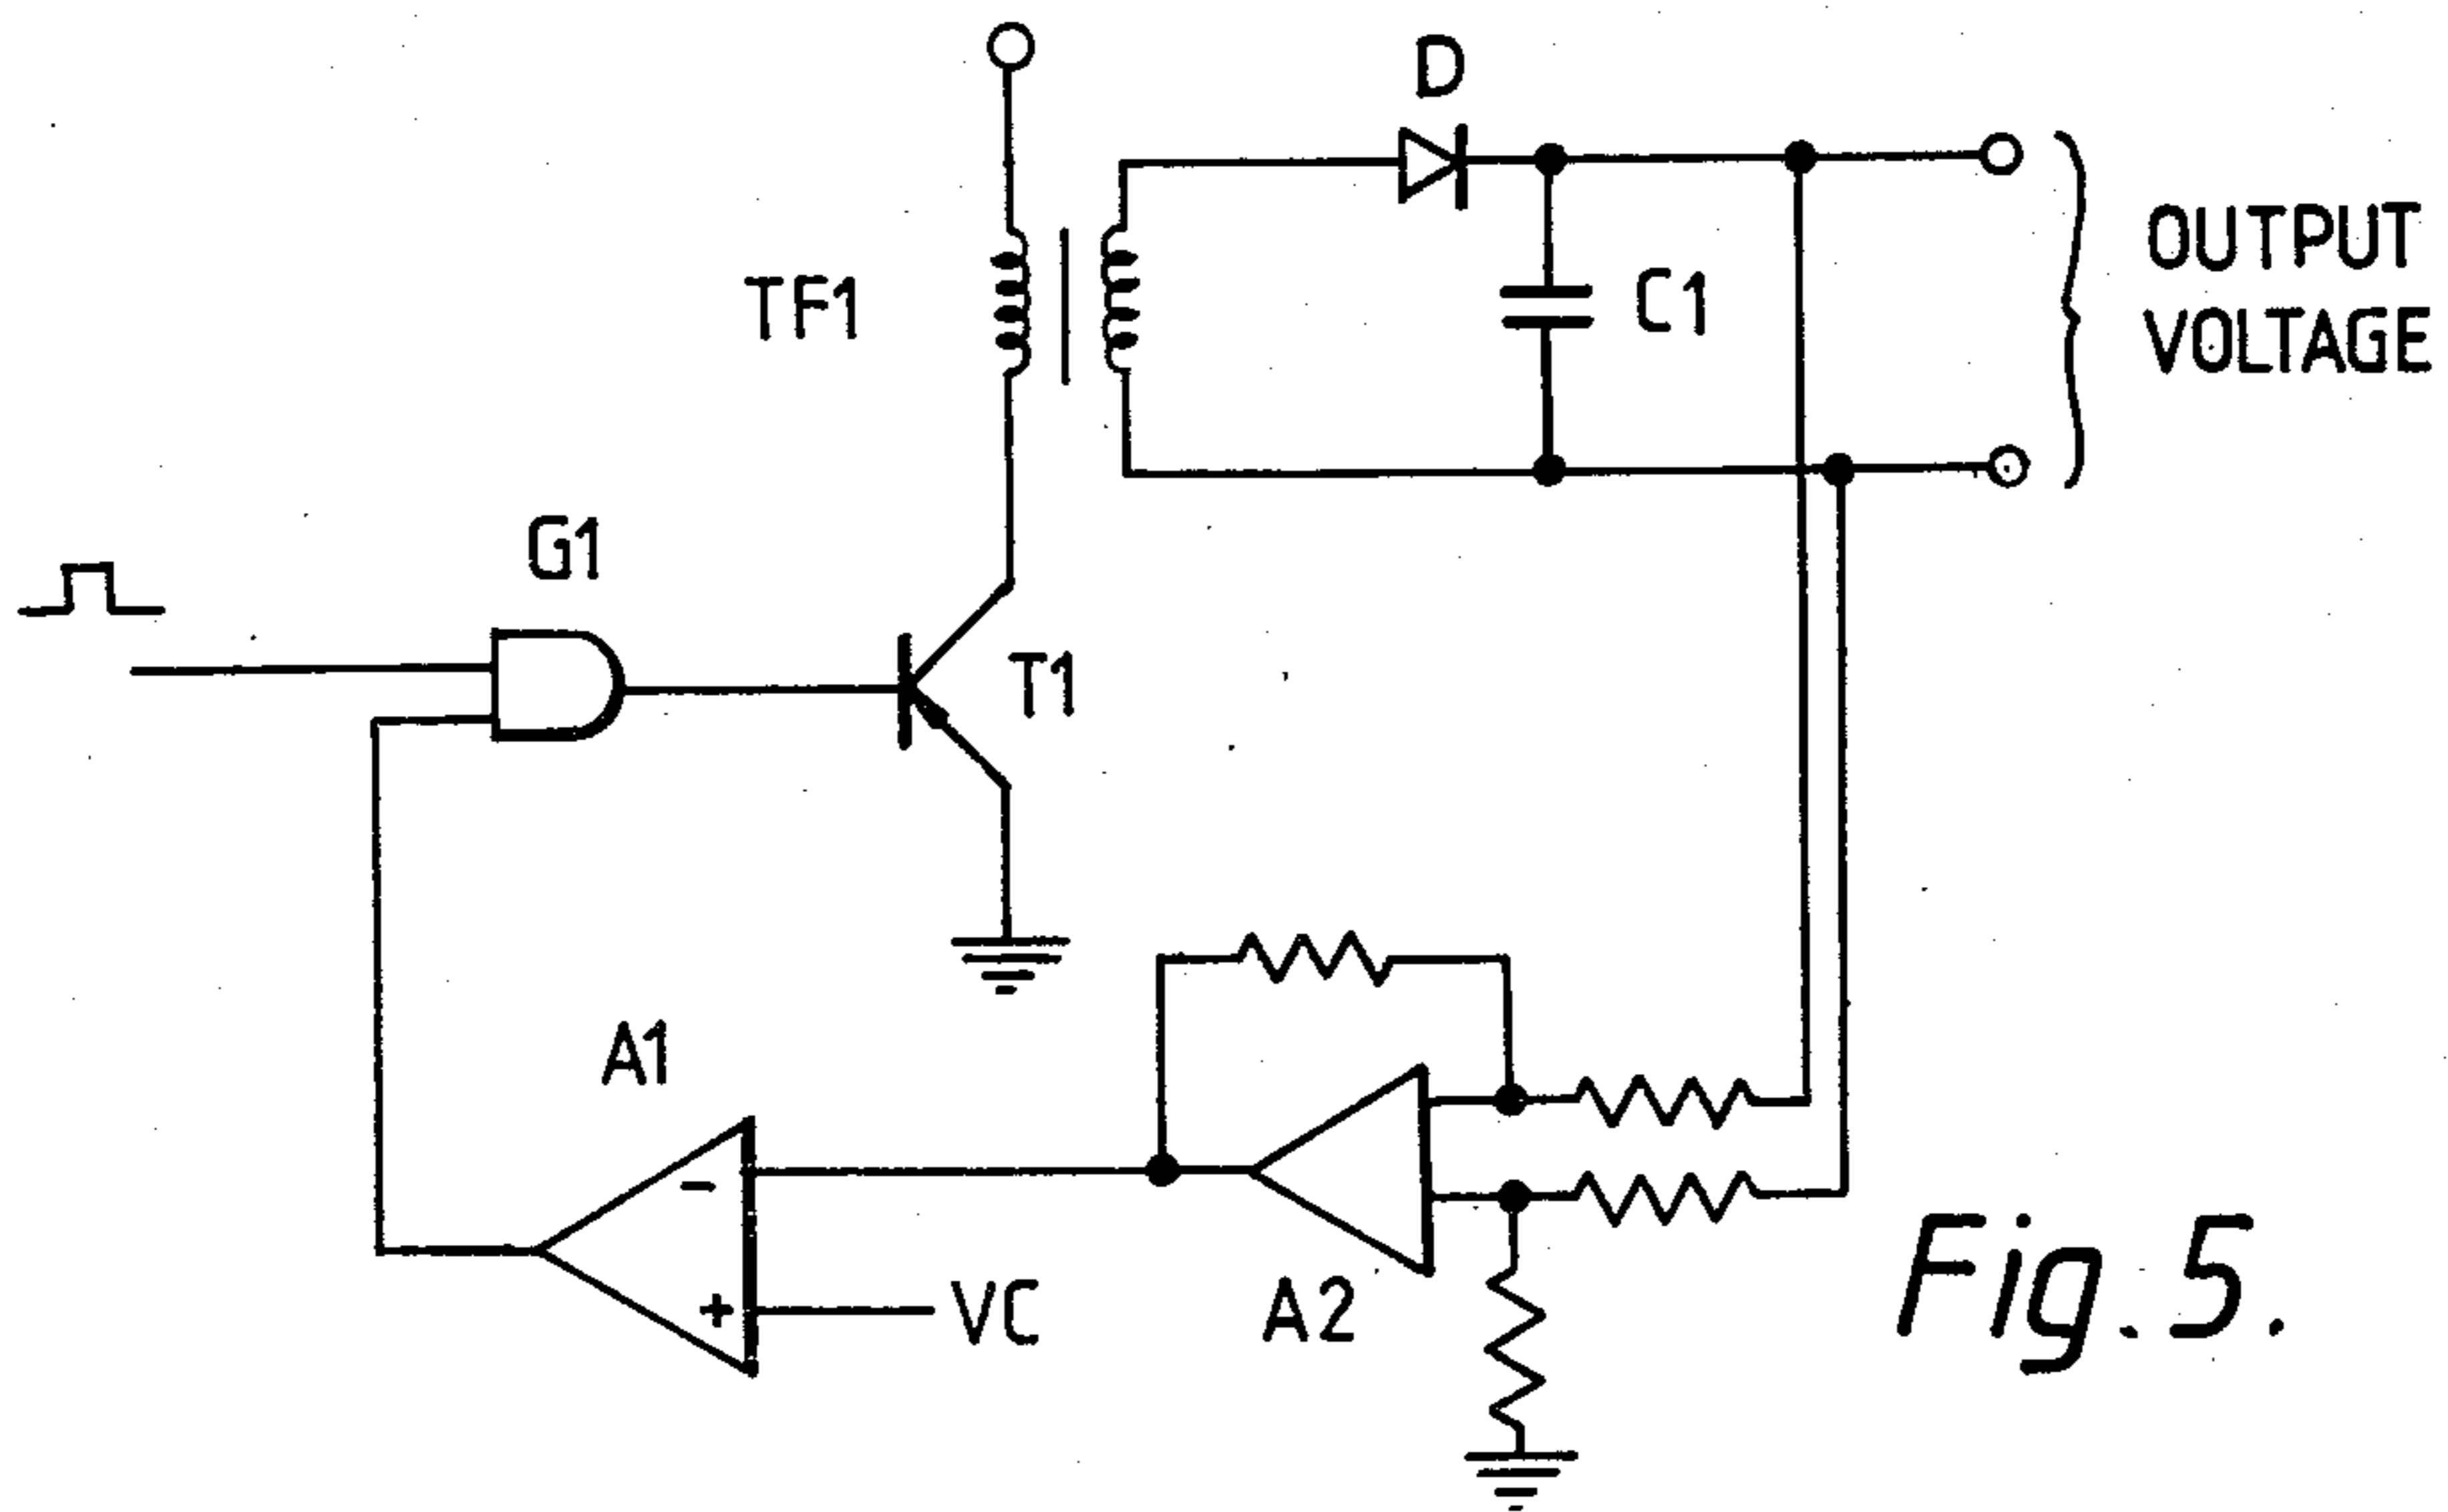 D
TF1
C1
OUTPUT
VOLTAGE
G1
T1
A1
-
+
VC
A2
Fig.5.